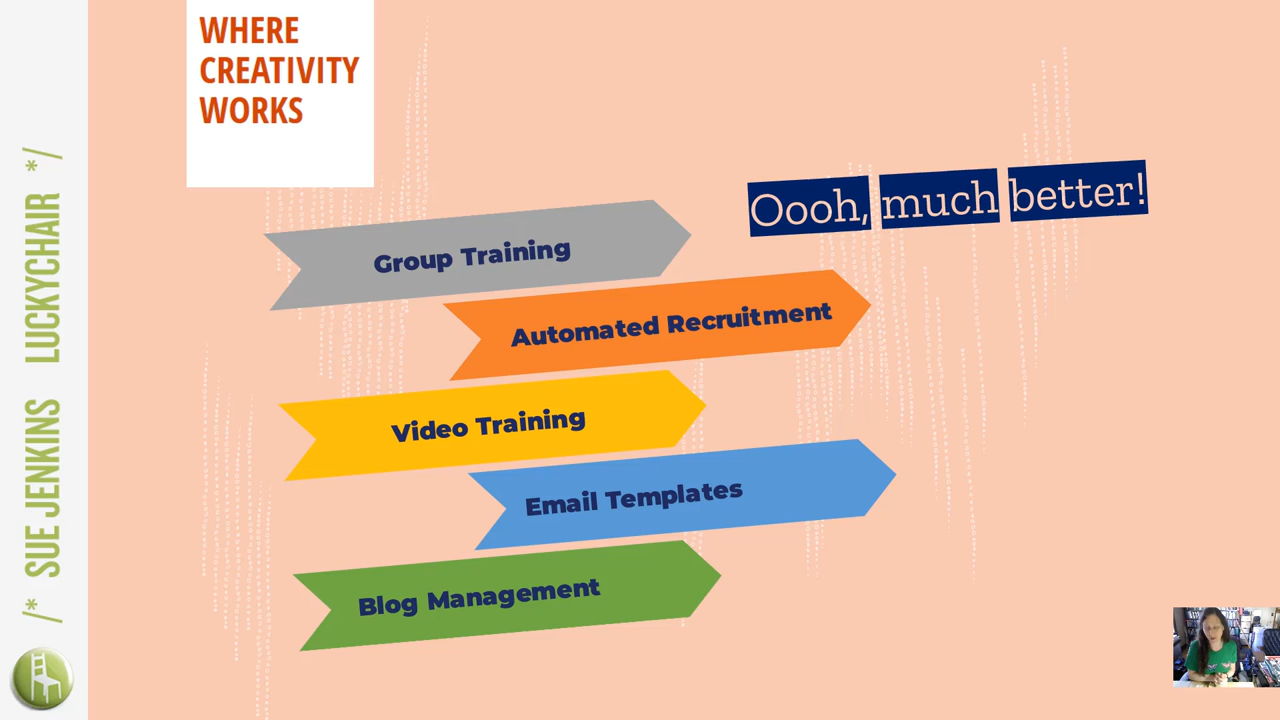 WHERE
CREATIVITY
WORKS
Oooh, much better!
Group Training
Automated Recruitment
Video Training
Email Templates
Blog Management
/* SUE JENKINS LUCKYCHAIR */